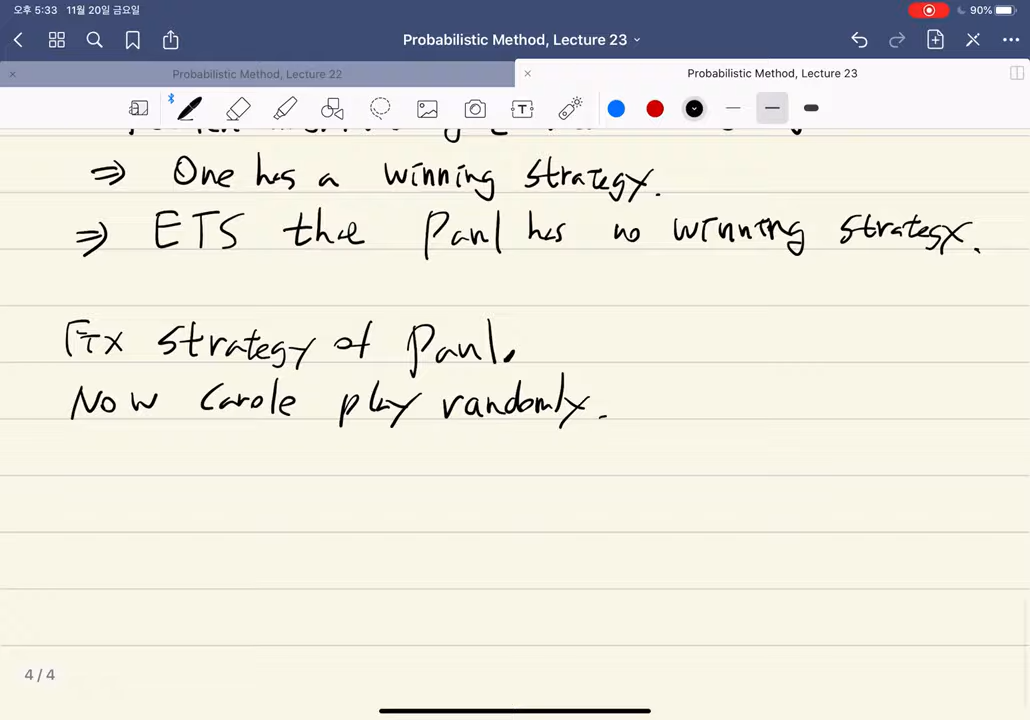 오후 5:33 11월 20일 금요일
90%
Probabilistic Method, Lecture 23
Probabilistic Method, Lecture 22
Probabilistic Method, Lecture 23
⇒ One has a winning strategy.
⇒ ETS that Paul has no winning strategy.
Fix strategy of Paul.
Now Carole play randomly.
4 / 4